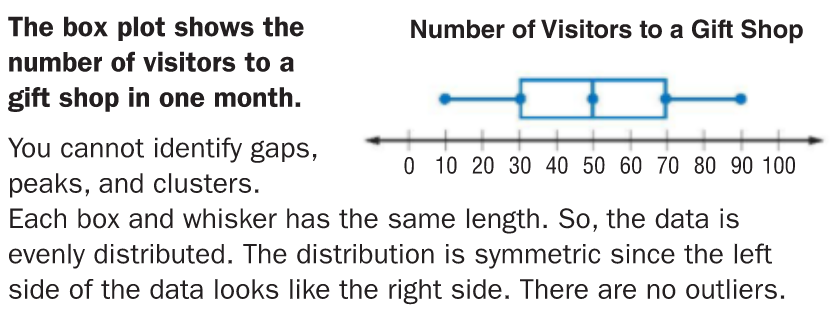 The box plot shows the
number of visitors to a
gift shop in one month.
You cannot identify gaps,
peaks, and clusters.
Number of Visitors to a Gift Shop
0 10 20 30 40 50 60 70 80 90 100
Each box and whisker has the same length. So, the data is
evenly distributed. The distribution is symmetric since the left
side of the data looks like the right side. There are no outliers.